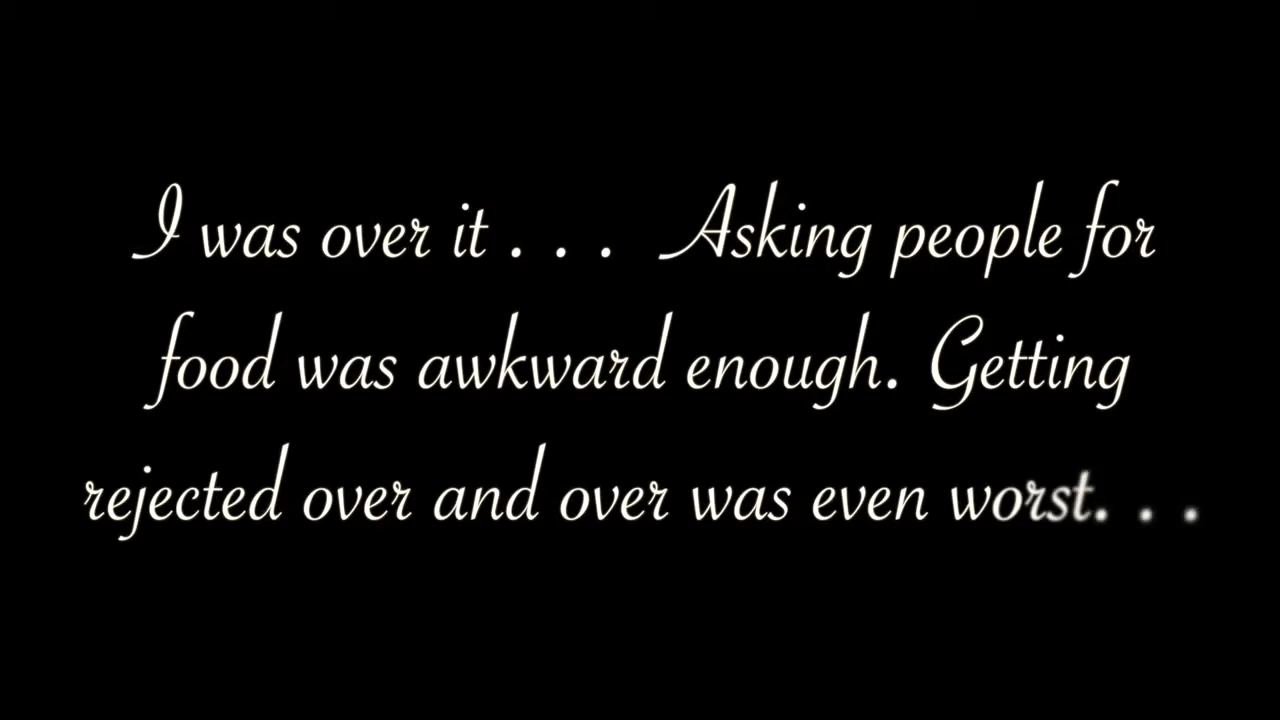 I was over it . . . Asking people for
food was awkward enough. Getting
rejected over and over was even worst. . .